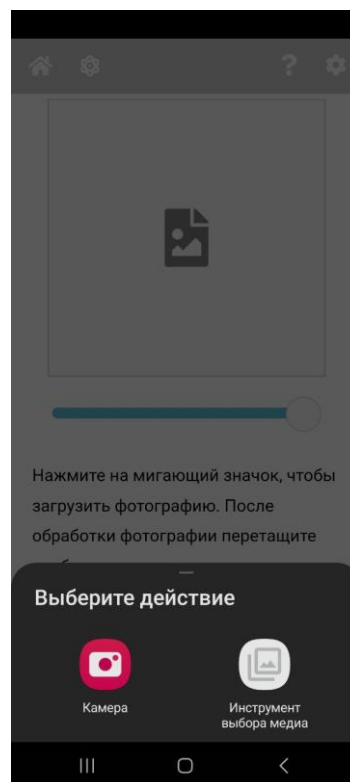 ?
Нажмите на мигающий значок, чтобы
загрузить фотографию. После
обработки фотографии перетащите
Выберите действие
Камера
Инструмент
выбора медиа